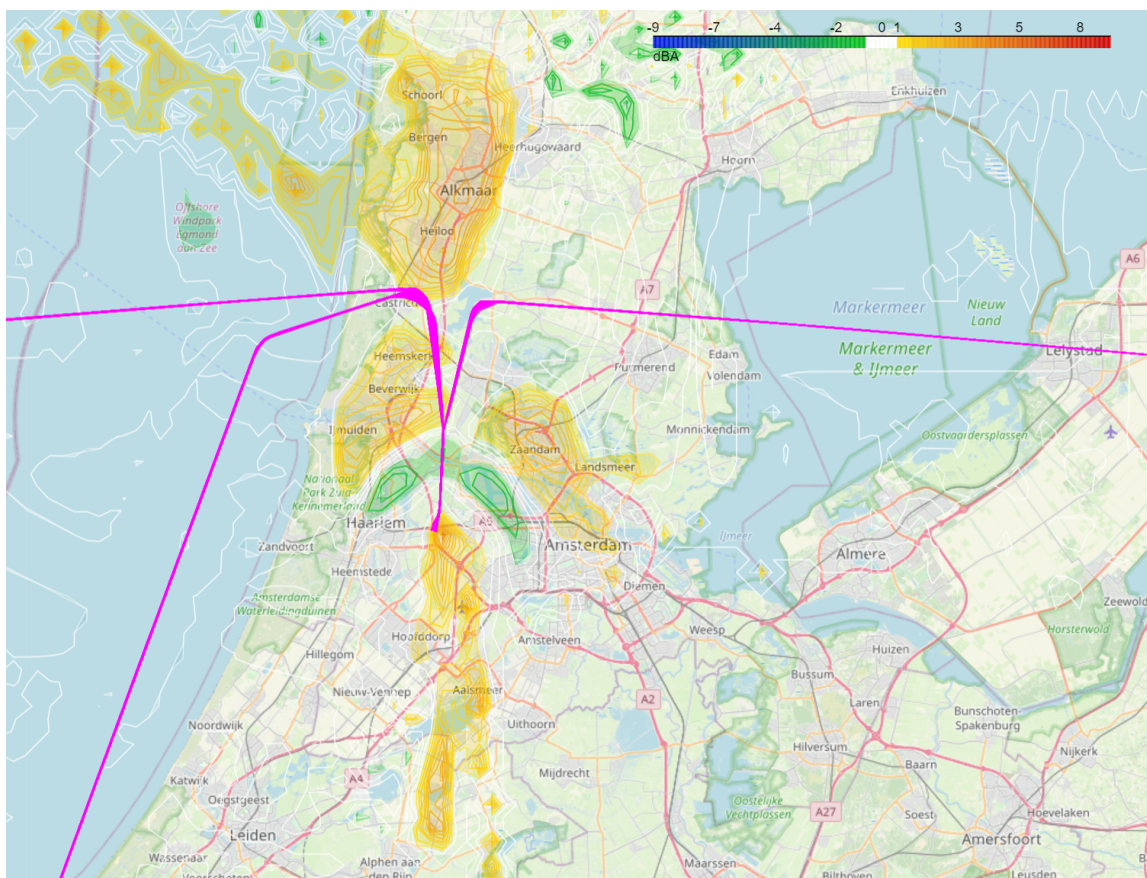 -9 -7 -4 -2 0 1 3 5 8
dBA
Enkhuizen
Schoorl
Bergen
Heerhugowaard
Hoorn
Alkmaar
Offshore
Windpark
Egmond
aan Zee
Heiloo
A6
A7
Castricum
Markermeer
Nieuw
Land
Markermeer
& IJmeer
Lelystad
Heemskerk
Edam
Volendam
Purmerend
Beverwijk
IJmuiden
Monnickendam
Oostvaardersplassen
Zaandam
Landsmeer
Nationaal
Park Zuid
Kennemerland
Haarlem
A5
Zandvoort
Amsterdam
IJmeer
Almere
Heemstede
Diemen
Amsterdamse
Waterleidingduinen
Zeewolde
Weesp
Hoofddorp
Amstelveen
Horsterwold
Hillegom
Huizen
Bussum
Nieuw-Vennep
Aalsmeer
A2
Laren
Bunschoten-
Spakenburg
Noordwijk
Uithoorn
Hilversum
Nijkerk
Baarn
Katwijk
A4
Mijdrecht
Oegstgeest
Oostelijke
Vechtplassen
A27
Soest
Hoevelaken
Leiden
Amersfoort
Wassenaar
Alphen aan
den Rijn
Maarssen
Voorschoten
Bilthoven
Leusden